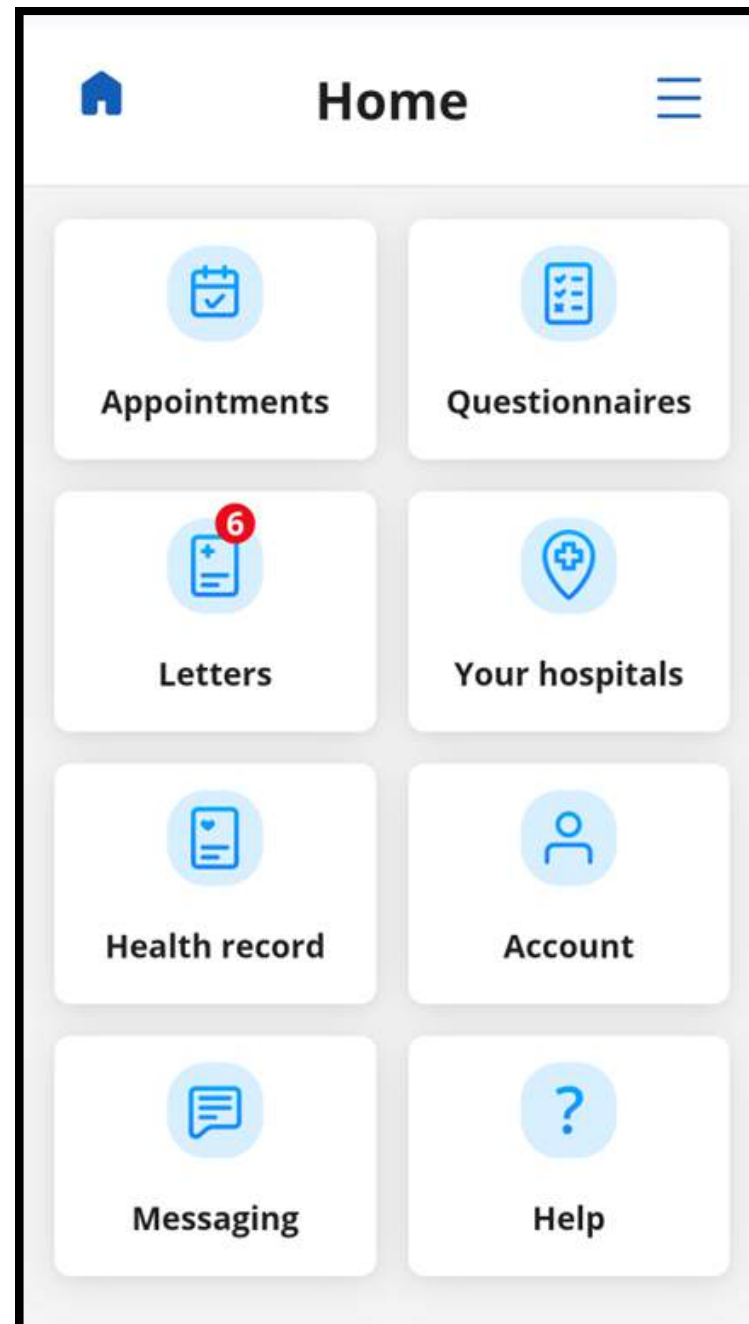 Home
Appointments
Questionnaires
6
Letters
Your hospitals
Health record
Account
Messaging
?
Help